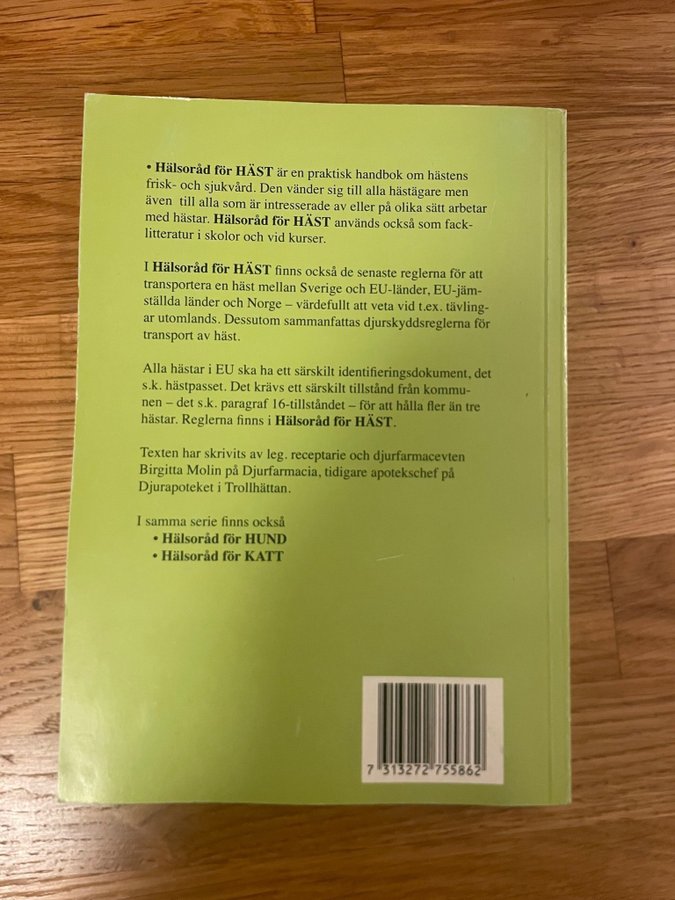 • Hälsoråd för HÄST är en praktisk handbok om hästens
frisk- och sjukvård. Den vänder sig till alla hästägare men
även till alla som är intresserade av eller på olika sätt arbetar
med hästar. Hälsoråd för HÄST används också som fack-
litteratur i skolor och vid kurser.
I Hälsoråd för HÄST finns också de senaste reglerna för att
transportera en häst mellan Sverige och EU-länder, EU-jäm-
ställda länder och Norge – värdefullt att veta vid t.ex. tävling-
ar utomlands. Dessutom sammanfattas djurskyddsreglerna för
transport av häst.
Alla hästar i EU ska ha ett särskilt identifieringsdokument, det
s.k. hästpasset. Det krävs ett särskilt tillstånd från kommu-
nen – det s.k. paragraf 16-tillståndet – för att hålla fler än tre
hästar. Reglerna finns i Hälsoråd för HÄST.
Texten har skrivits av leg. receptarie och djurfarmacevten
Birgitta Molin på Djurfarmacia, tidigare apotekschef på
Djurapoteket i Trollhättan.
I samma serie finns också
• Hälsoråd för HUND
• Hälsoråd för KATT
7 313272 755862